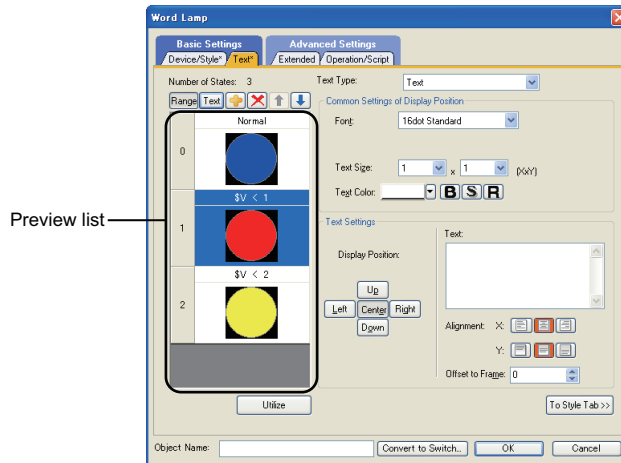 Word Lamp
Basic Settings
Advanced Settings
Device/Style*
Text*
Extended
Operation/Script
Number of States: 3
Range
Text
Normal
0
$V < 1
1
$V < 2
2
Preview list
Utilize
Text Type:
Text
Common Settings of Display Position
Font:
16dot Standard
Text Size:
1
x
1
(XxY)
Text Color:
B
S
R
Text Settings
Display Position:
Up
Left
Center
Right
Down
Text:
Alignment
X:
Y:
Offset to Frame:
0
To Style Tab >>
Object Name:
Convert to Switch..
OK
Cancel